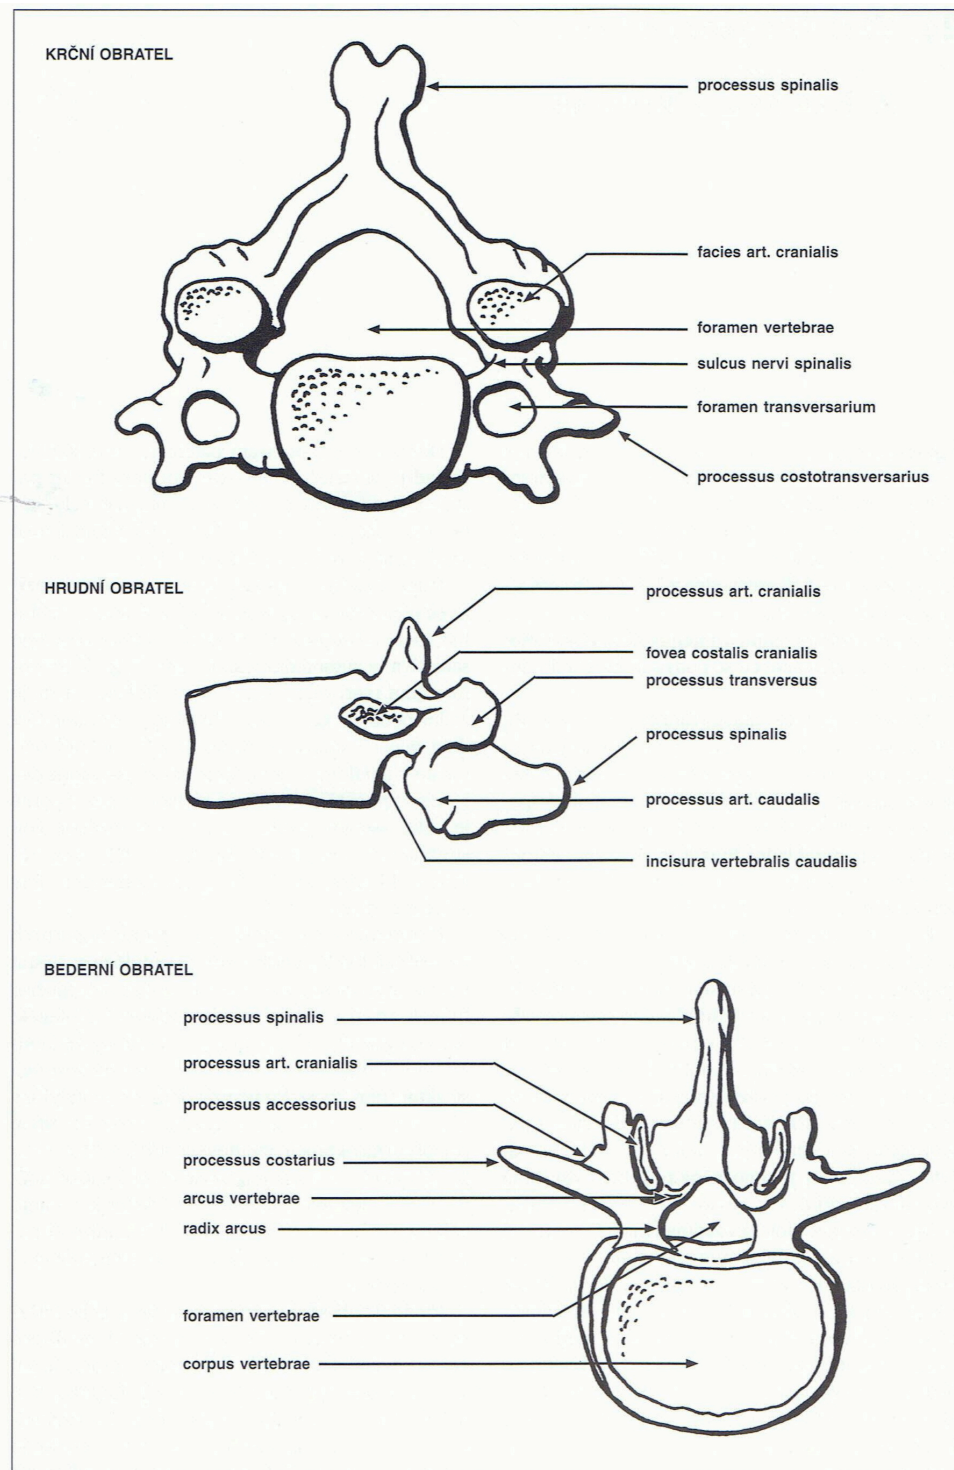 KRČNÍ OBRATEL
processus spinalis
facies art. cranialis
foramen vertebrae
sulcus nervi spinalis
foramen transversarium
processus costotransversarius
HRUDNÍ OBRATEL
processus art. cranialis
fovea costalis cranialis
processus transversus
processus spinalis
processus art. caudalis
incisura vertebralis caudalis
BEDERNÍ OBRATEL
processus spinalis
processus art. cranialis
processus accessorius
processus costarius
arcus vertebrae
radix arcus
foramen vertebrae
corpus vertebrae